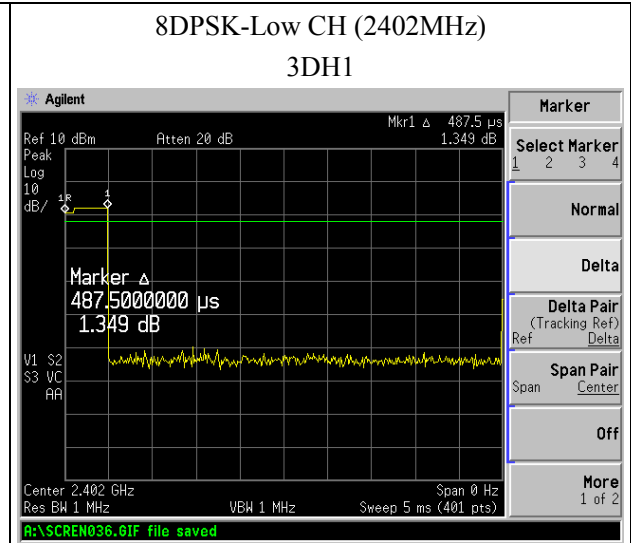 8DPSK-Low CH (2402MHz)
3DH1
Agilent
Marker
Mkr1 Δ 487.5 µs
Ref 10 dBm Atten 20 dB 1.349 dB
Peak
Log
10
dB/
1R 1
Marker Δ
487.5000000 µs
1.349 dB
V1 S2
S3 VC
AA
Center 2.402 GHz Span 0 Hz
Res BW 1 MHz VBW 1 MHz Sweep 5 ms (401 pts)
A:\SCREN036.GIF file saved
Select Marker
1 2 3 4
Normal
Delta
Delta Pair
(Tracking Ref)
Ref Delta
Span Pair
Span Center
Off
More
1 of 2